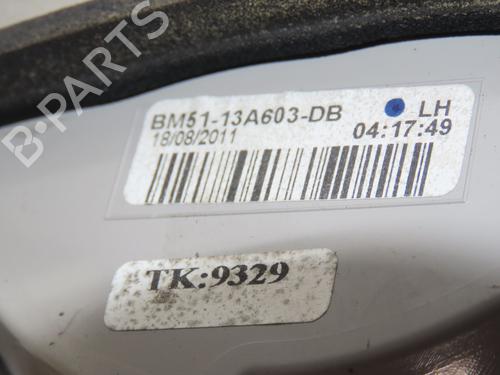 BM51-13A603-DB LH
18/08/2011 04:17:49
TK:9329
B-PARTS